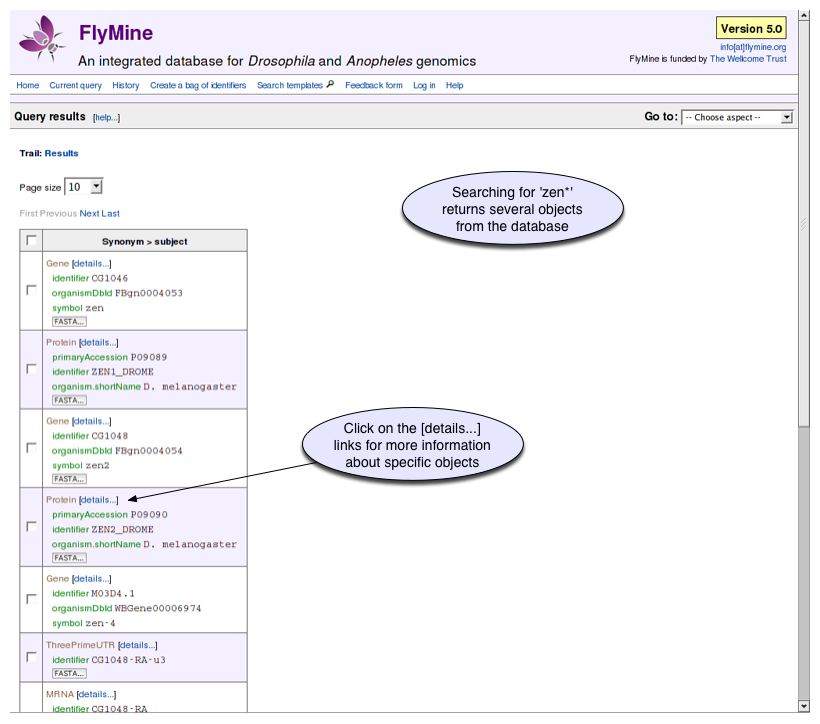 FlyMine
An integrated database for Drosophila and Anopheles genomics
Version 5.0
info[at]flymine.org
FlyMine is funded by The Wellcome Trust
Home Current query History Create a bag of identifiers Search templates Feedback form Log in Help
Query results [help...]
Go to: -- Choose aspect --
Trail: Results
Page size 10
First Previous Next Last
Searching for 'zen*'
returns several objects
from the database
Synonym > subject
Gene [details...]
identifier CG1046
organismDbId FBgn0004053
symbol zen
FASTA...
Protein [details...]
primaryAccession P09089
identifier ZEN1_DROME
organism.shortName D. melanogaster
FASTA...
Gene [details...]
identifier CG1048
organismDbId FBgn0004054
symbol zen2
FASTA...
Click on the [details...]
links for more information
about specific objects
Protein [details...]
primaryAccession P09090
identifier ZEN2_DROME
organism.shortName D. melanogaster
FASTA...
Gene [details...]
identifier M03D4.1
organismDbId WBGene00006974
symbol zen-4
ThreePrimeUTR [details...]
identifier CG1048-RA-u3
FASTA...
MRNA [details...]
identifier CG1048-RA